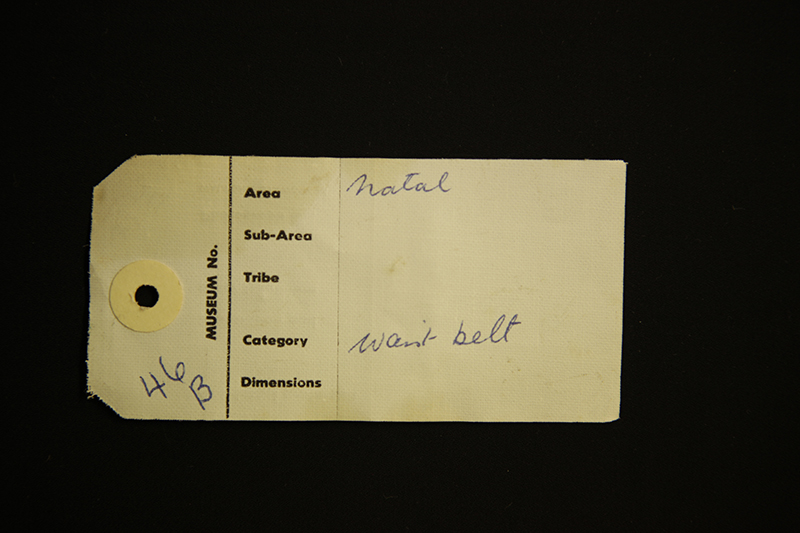 MUSEUM No.
46
B
Area Natal
Sub-Area
Tribe
Category Waist belt
Dimensions